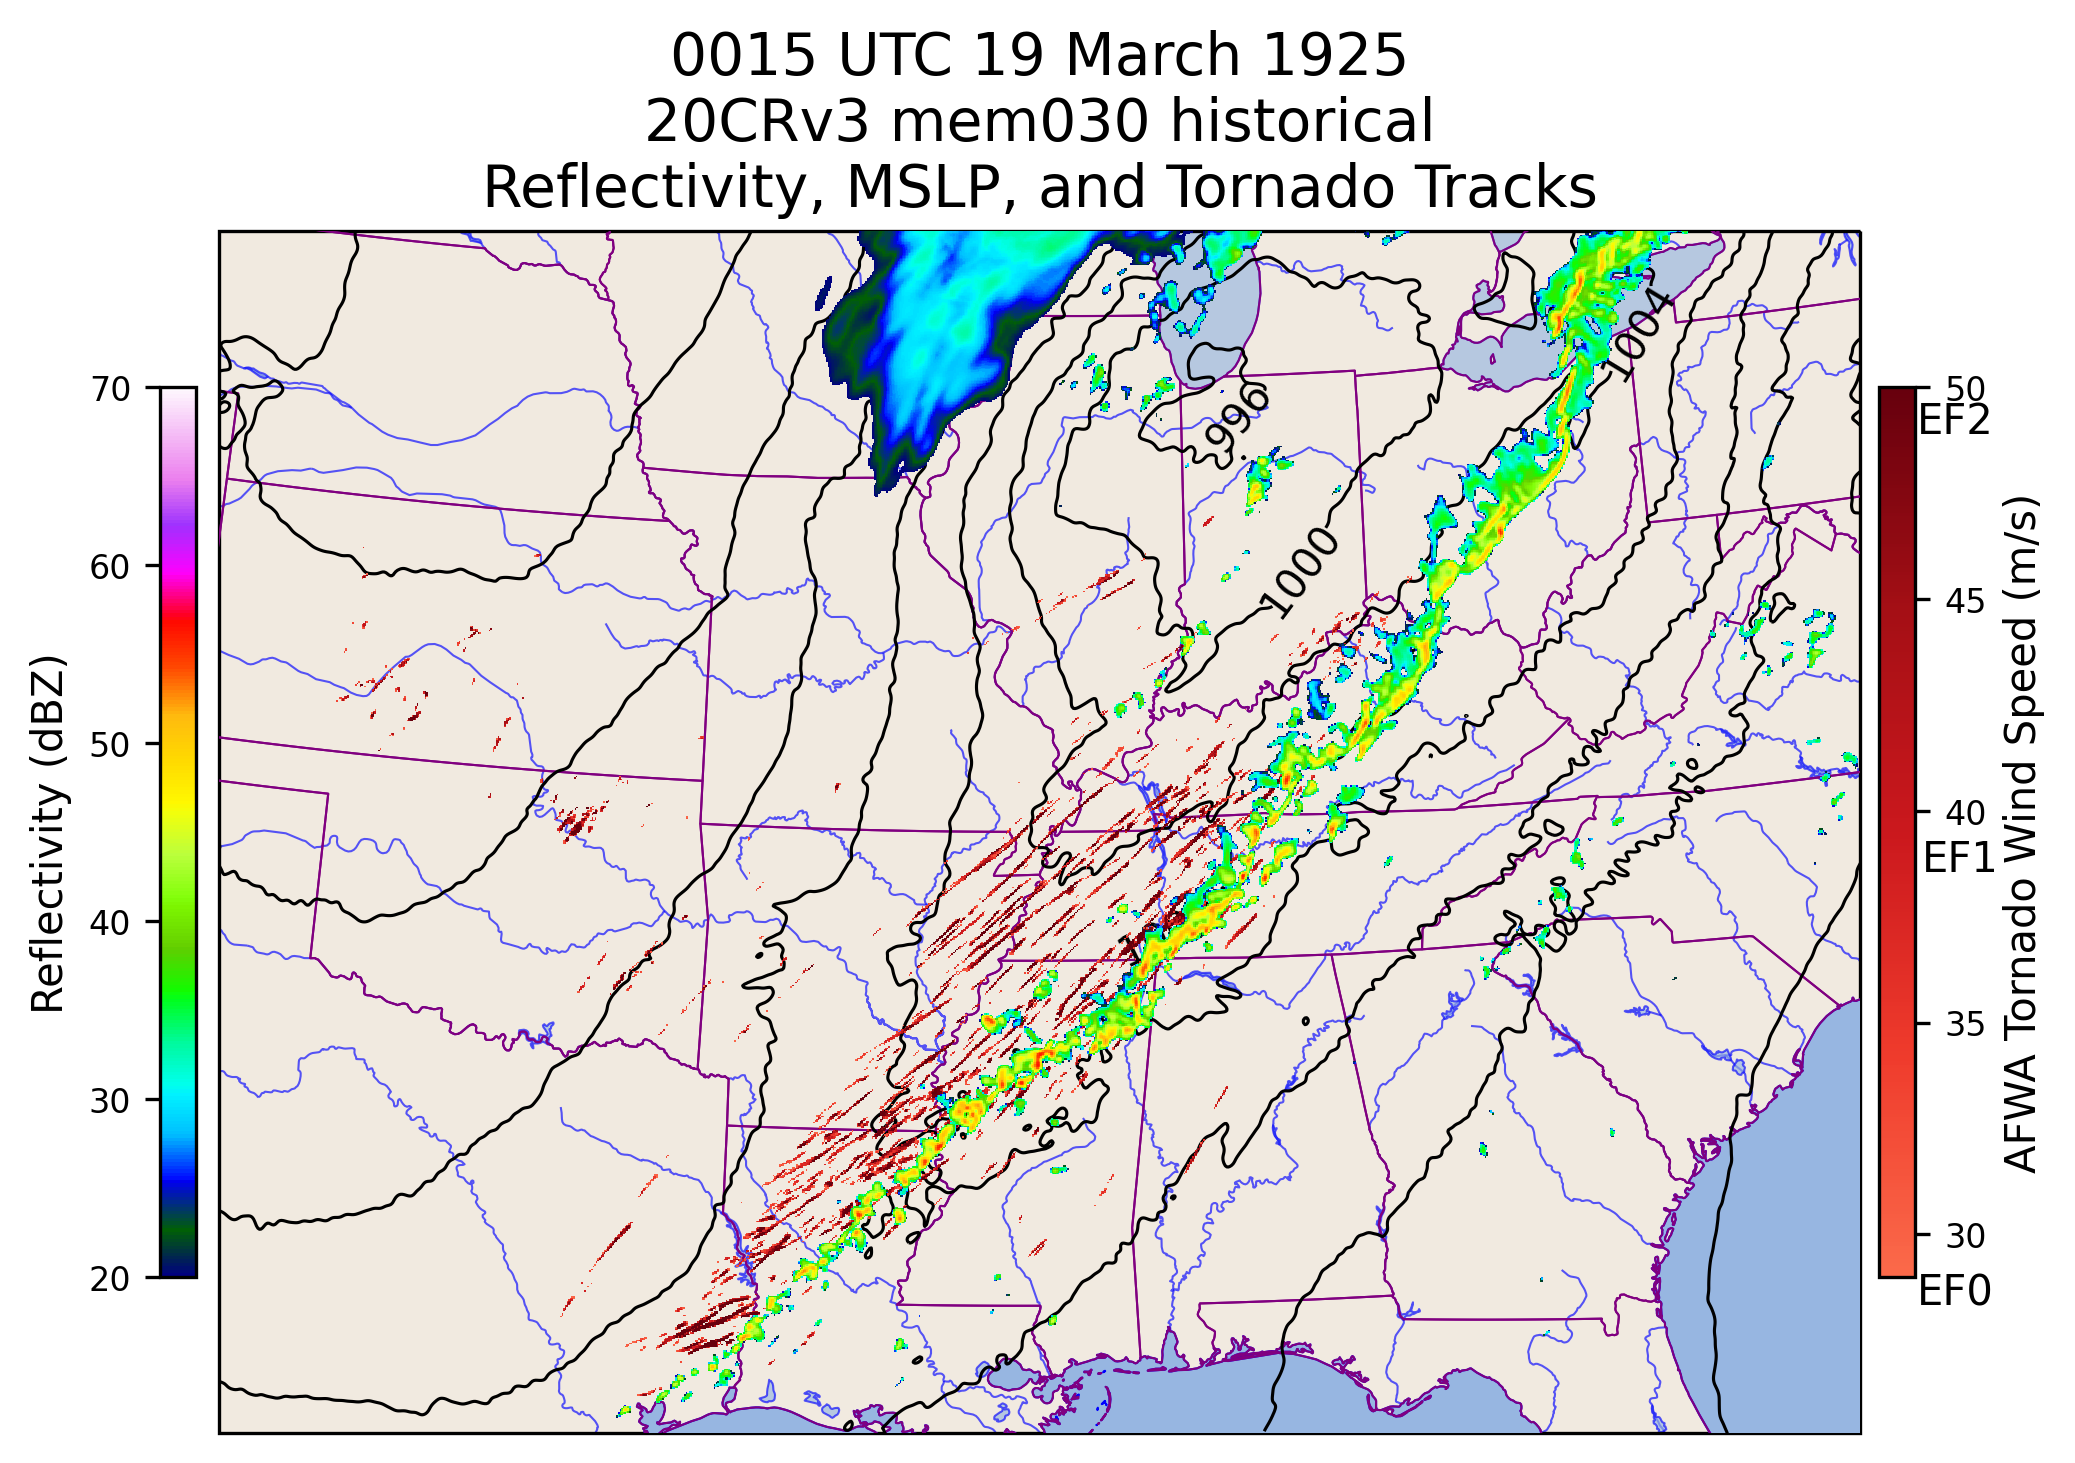 0015 UTC 19 March 1925
20CRv3 mem030 historical
Reflectivity, MSLP, and Tornado Tracks
Reflectivity (dBZ)
70
60
50
40
30
20
1004
996
1000
50
EF2
45
40
EF1
35
30
EF0
AFWA Tornado Wind Speed (m/s)